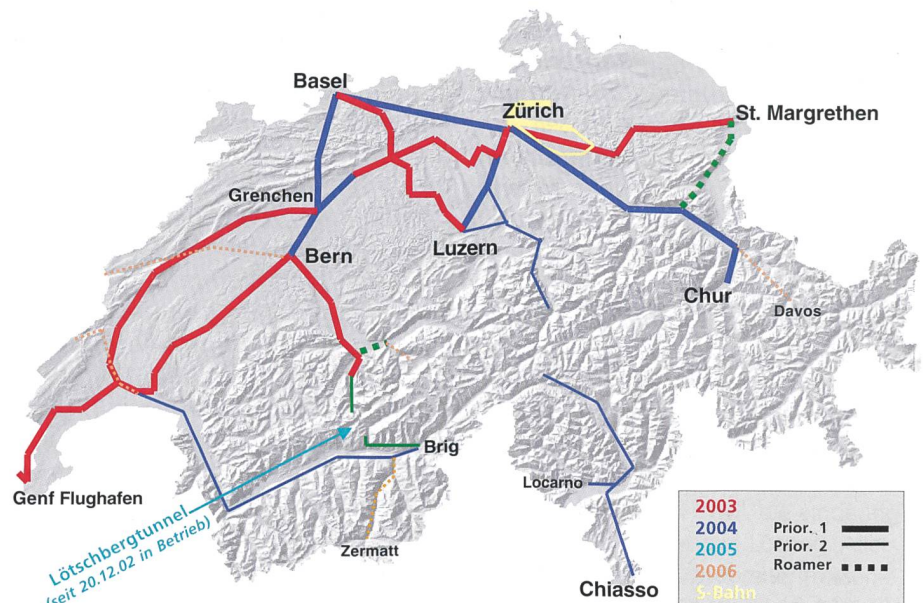 Basel
Zürich
St. Margrethen
Grenchen
Bern
Luzern
Chur
Davos
Brig
Genf Flughafen
Locarno
Lötschbergtunnel
(seit 20.12.02 in Betrieb)
Zermatt
Chiasso
2003
2004 Prior. 1
2005 Prior. 2
2006 Roamer
S-Bahn